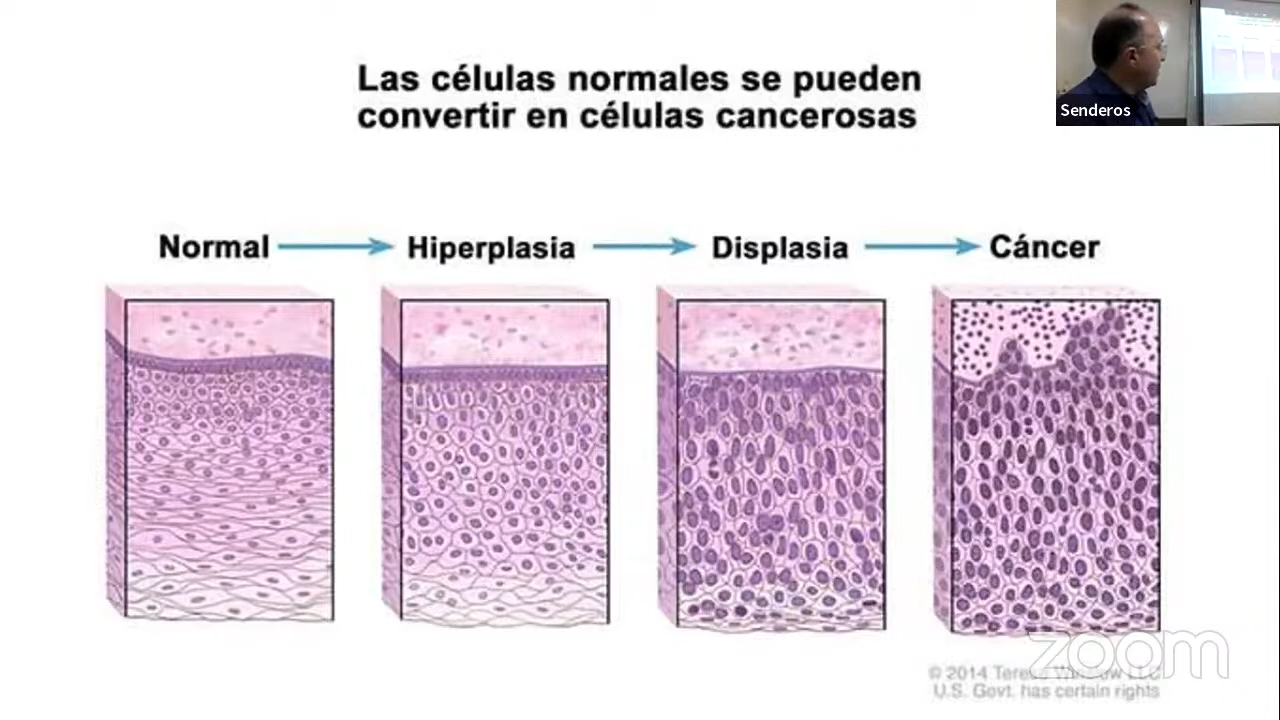 Las células normales se pueden
convertir en células cancerosas
Senderos
Normal
Hiperplasia
Displasia
Cáncer
zoom
© 2014 Terese Winslow LLC
U.S. Govt. has certain rights